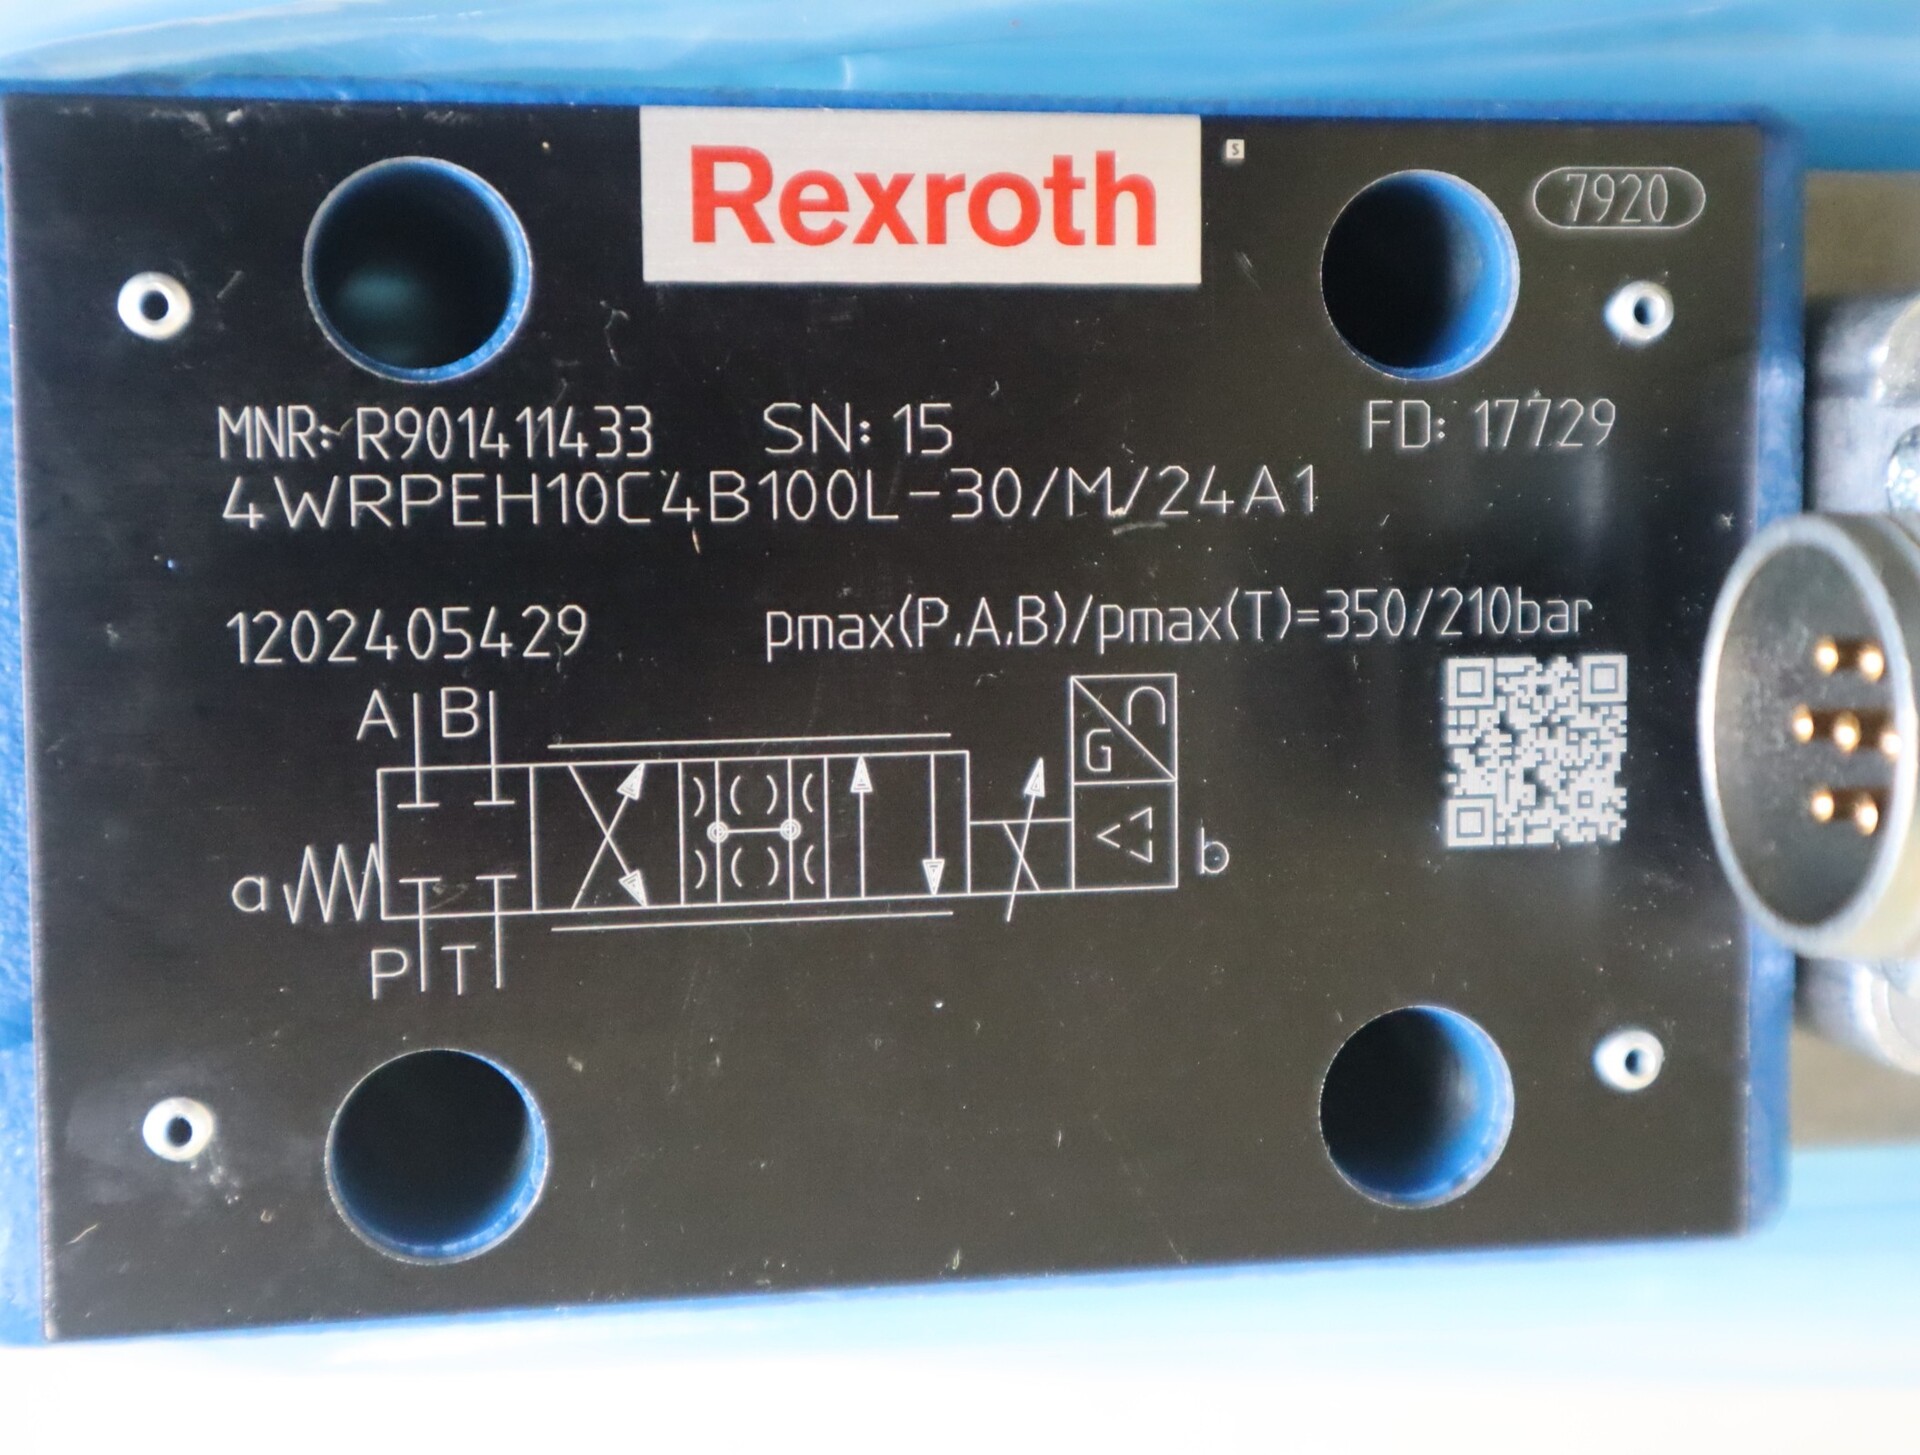 Rexroth
S
7920
MNR: R901411433 SN: 15 FD: 17729
4WRPEH10C4B100L-30/M/24A1
1202405429 pmax(P.A.B)/pmax(T)=350/210bar
A B
G
a b
P T